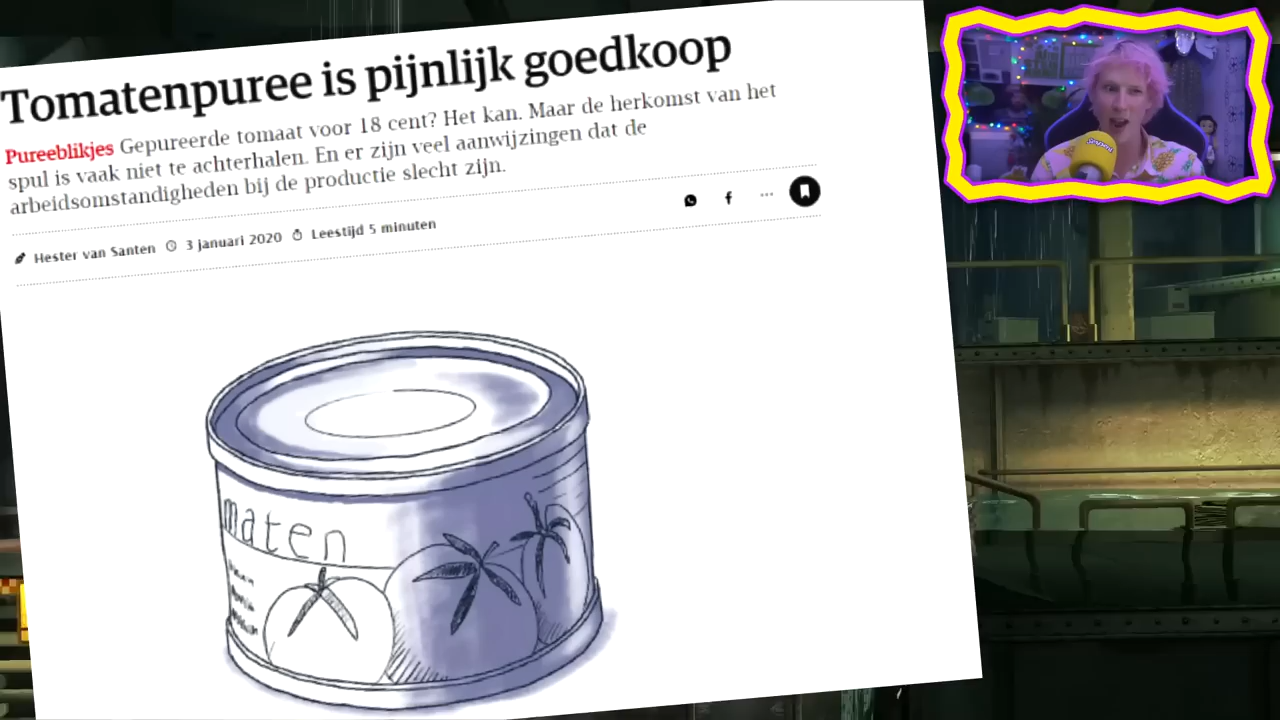 Tomatenpuree is pijnlijk goedkoop
Pureeblikjes Gepureerde tomaat voor 18 cent? Het kan. Maar de herkomst van het
spul is vaak niet te achterhalen. En er zijn veel aanwijzingen dat de
arbeidsomstandigheden bij de productie slecht zijn.
Hester van Santen 3 januari 2020 Leestijd 5 minuten
maten